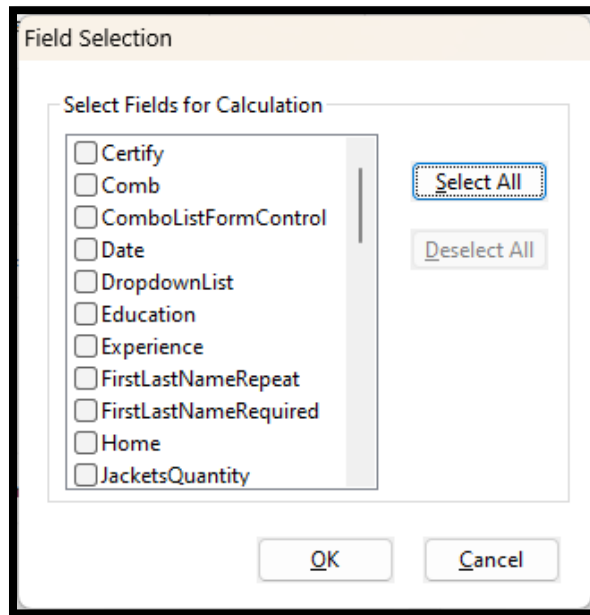 Field Selection
Select Fields for Calculation
Certify
Comb
ComboListFormControl
Date
DropdownList
Education
Experience
FirstLastNameRepeat
FirstLastNameRequired
Home
JacketsQuantity
Select All
Deselect All
OK
Cancel